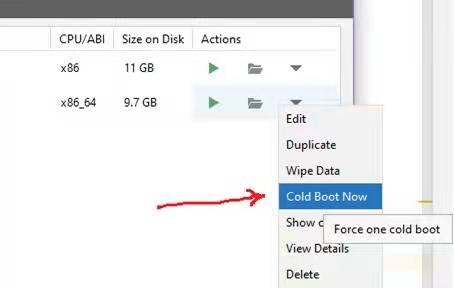 CPU/ABI Size on Disk Actions
x86 11 GB
x86_64 9.7 GB
Edit
Duplicate
Wipe Data
Cold Boot Now
Show
Force one cold boot
View Details
Delete